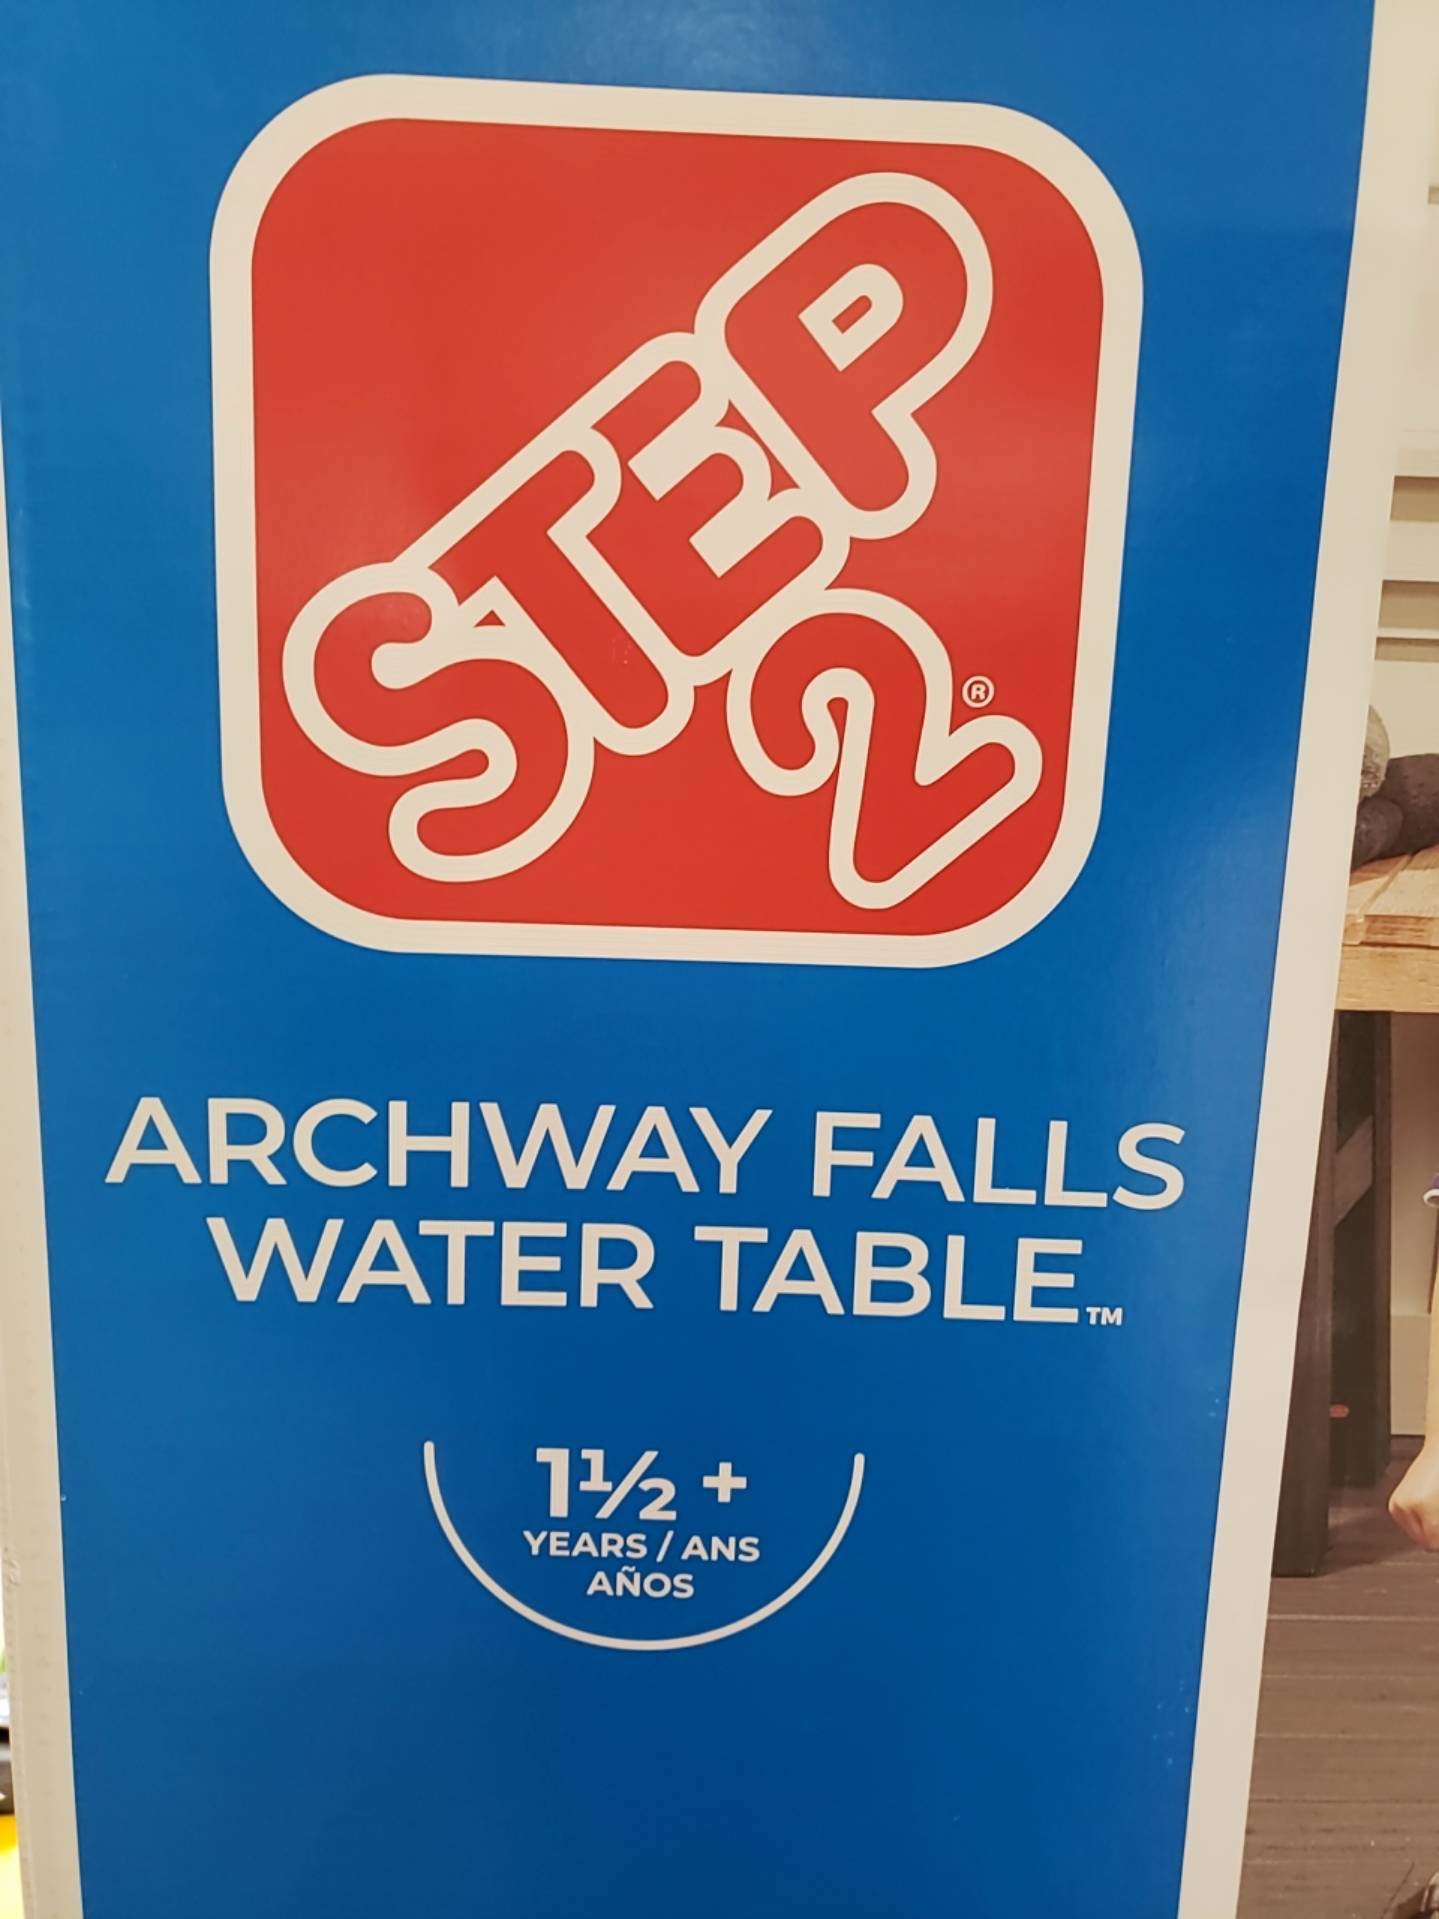 STEP
2®
ARCHWAY FALLS
WATER TABLE™
1½ +
YEARS / ANS
AÑOS